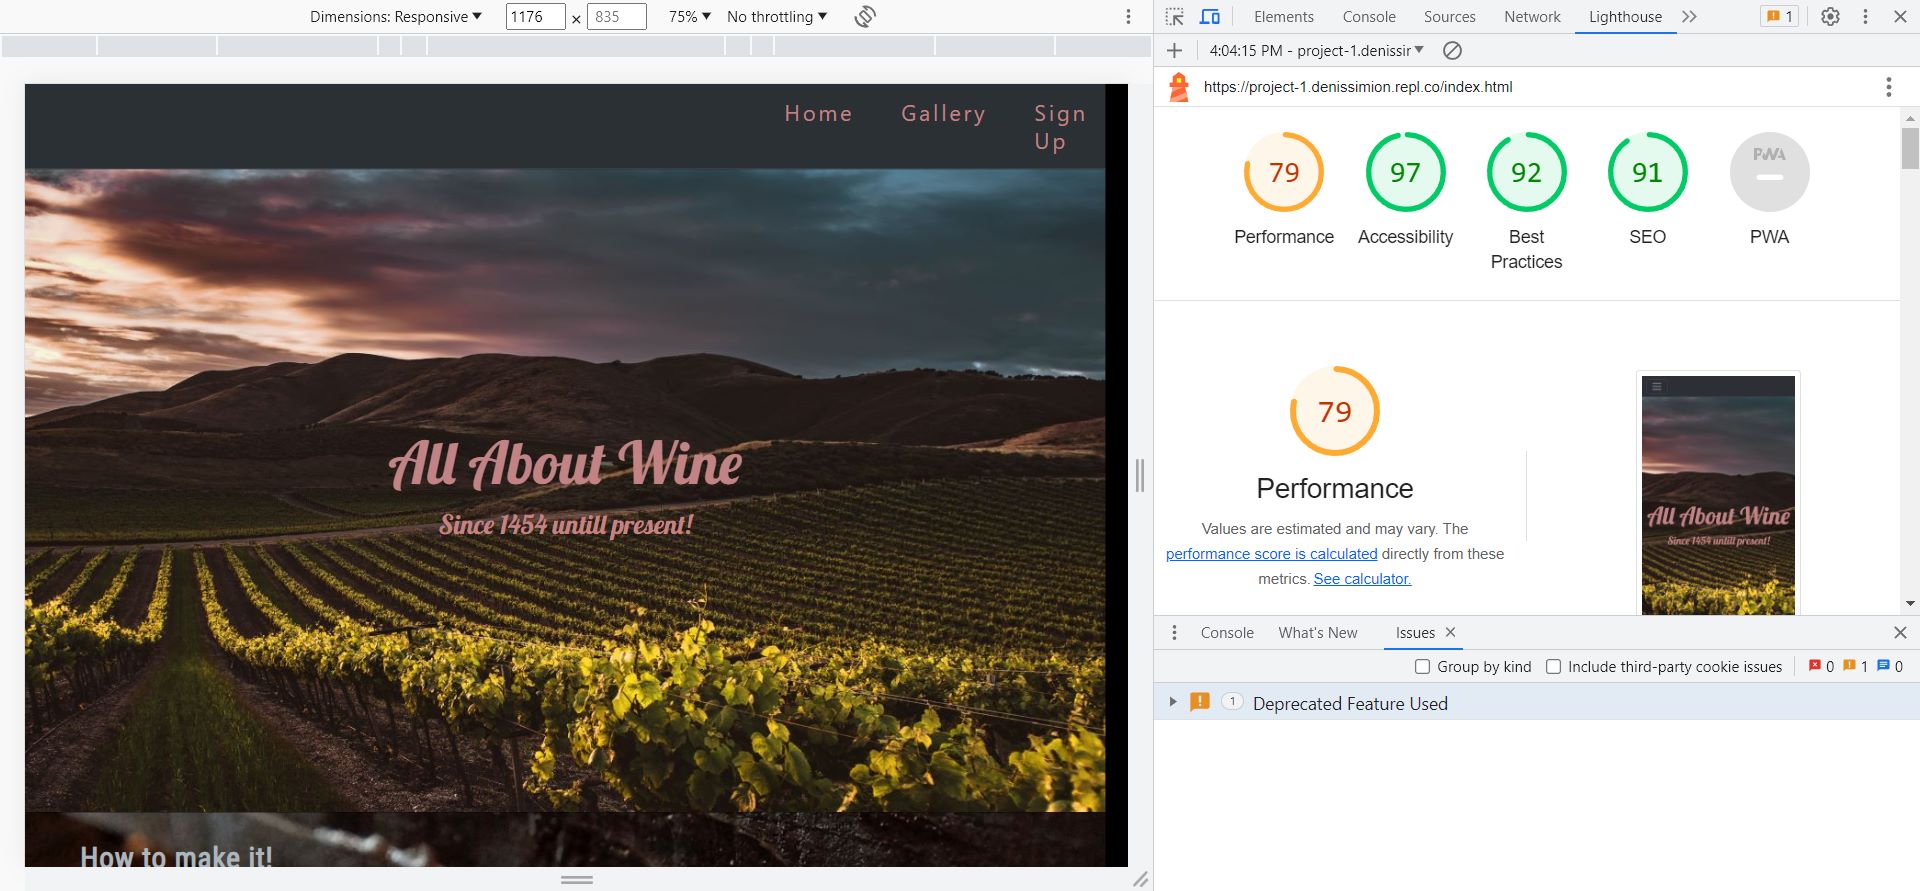 Dimensions: Responsive 1176 × 835 75% No throttling
Home Gallery Sign
Up
All About Wine
Since 1454 untill present!
How to make it!
Elements Console Sources Network Lighthouse 1
4:04:15 PM - project-1.denissir
https://project-1.denissimion.repl.co/index.html
79 97 92 91 PWA
Performance Accessibility Best Practices SEO PWA
79
Performance
Values are estimated and may vary. The
performance score is calculated directly from these
metrics. See calculator.
All About Wine
Since 1454 untill present!
Console What's New Issues
Group by kind Include third-party cookie issues 0 1 0
1 Deprecated Feature Used